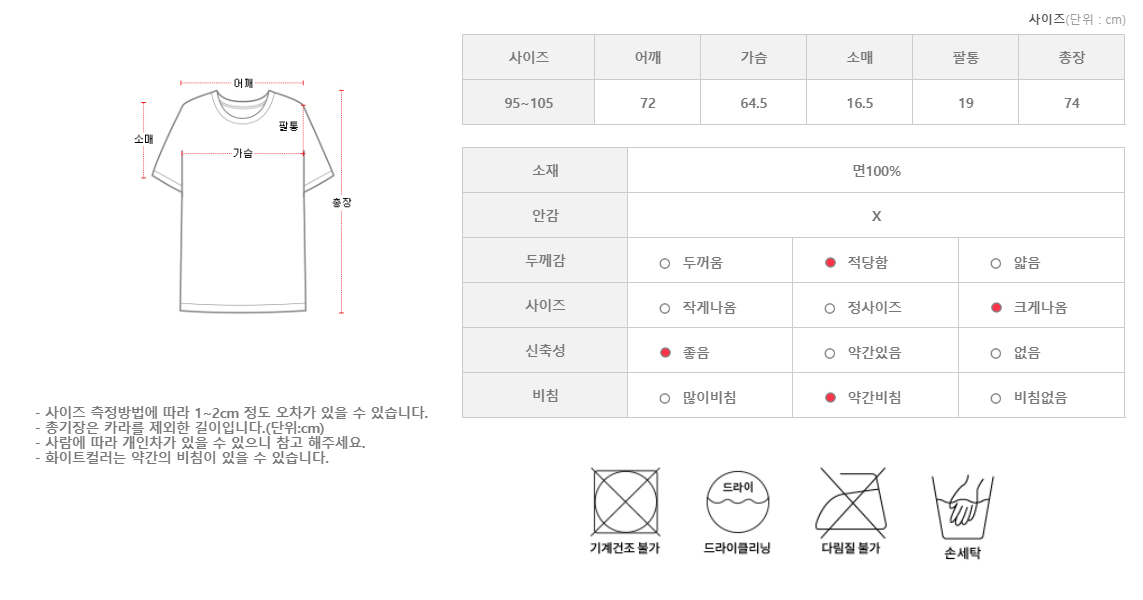 사이즈(단위 : cm)
사이즈 어깨 가슴 소매 팔통 총장
95~105 72 64.5 16.5 19 74
어깨
소매
팔통
가슴
총장
소재 면100%
안감 X
두께감 두꺼움 적당함 얇음
사이즈 작게나옴 정사이즈 크게나옴
신축성 좋음 약간있음 없음
비침 많이비침 약간비침 비침없음
- 사이즈 측정방법에 따라 1~2cm 정도 오차가 있을 수 있습니다.
- 총기장은 카라를 제외한 길이입니다.(단위:cm)
- 사람에 따라 개인차가 있을 수 있으니 참고 해주세요.
- 화이트컬러는 약간의 비침이 있을 수 있습니다.
드라이
기계건조 불가 드라이클리닝 다림질 불가 손세탁